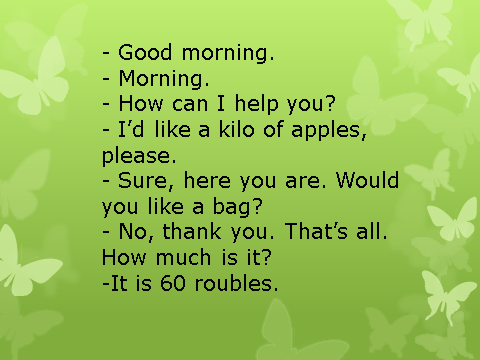 - Good morning.
- Morning.
- How can I help you?
- I’d like a kilo of apples,
please.
- Sure, here you are. Would
you like a bag?
- No, thank you. That’s all.
How much is it?
-It is 60 roubles.